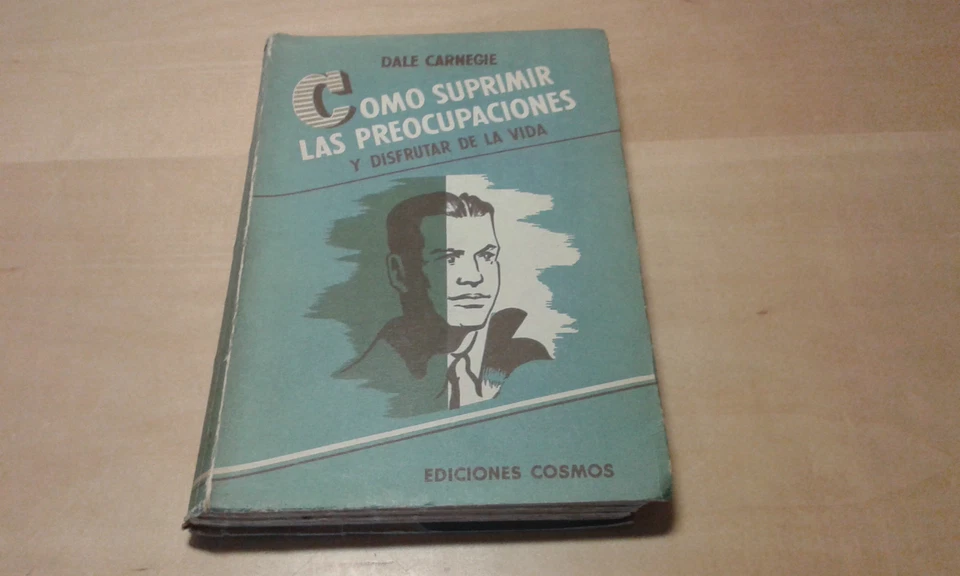 DALE CARNEGIE
COMO SUPRIMIR
LAS PREOCUPACIONES
Y DISFRUTAR DE LA VIDA
EDICIONES COSMOS